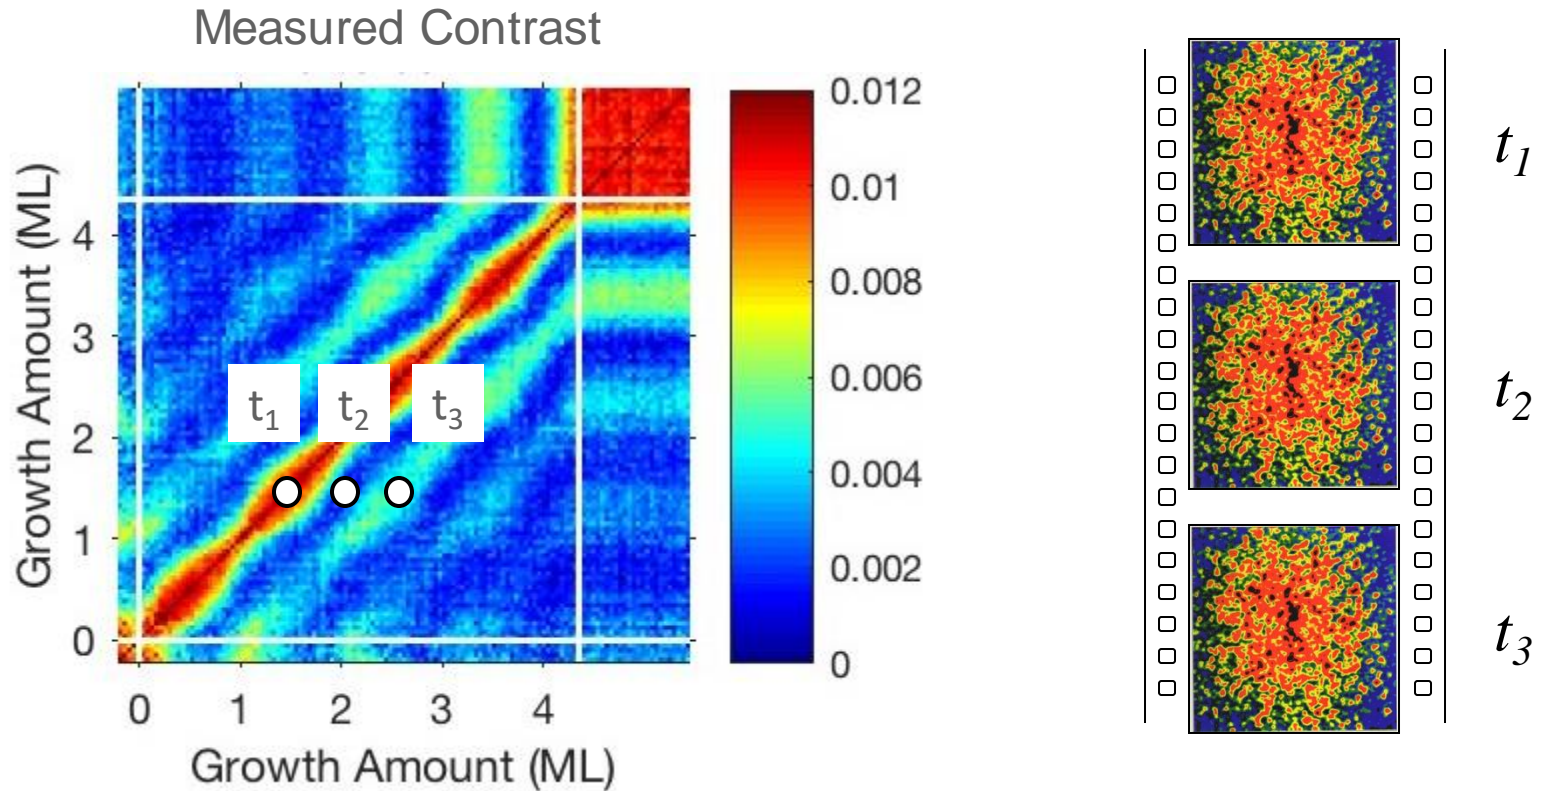 Measured Contrast
Growth Amount (ML)
4
3
2
1
0
0 1 2 3 4
Growth Amount (ML)
t1 t2 t3
0.012
0.01
0.008
0.006
0.004
0.002
0
t1
t2
t3